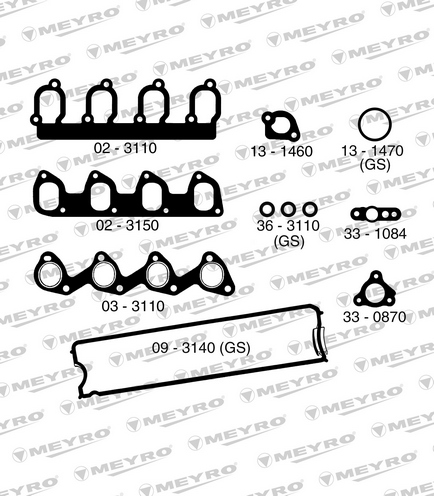 02 - 3110
13 - 1460
13 - 1470
(GS)
02 - 3150
36 - 3110
(GS)
33 - 1084
03 - 3110
33 - 0870
09 - 3140 (GS)
MEYRO